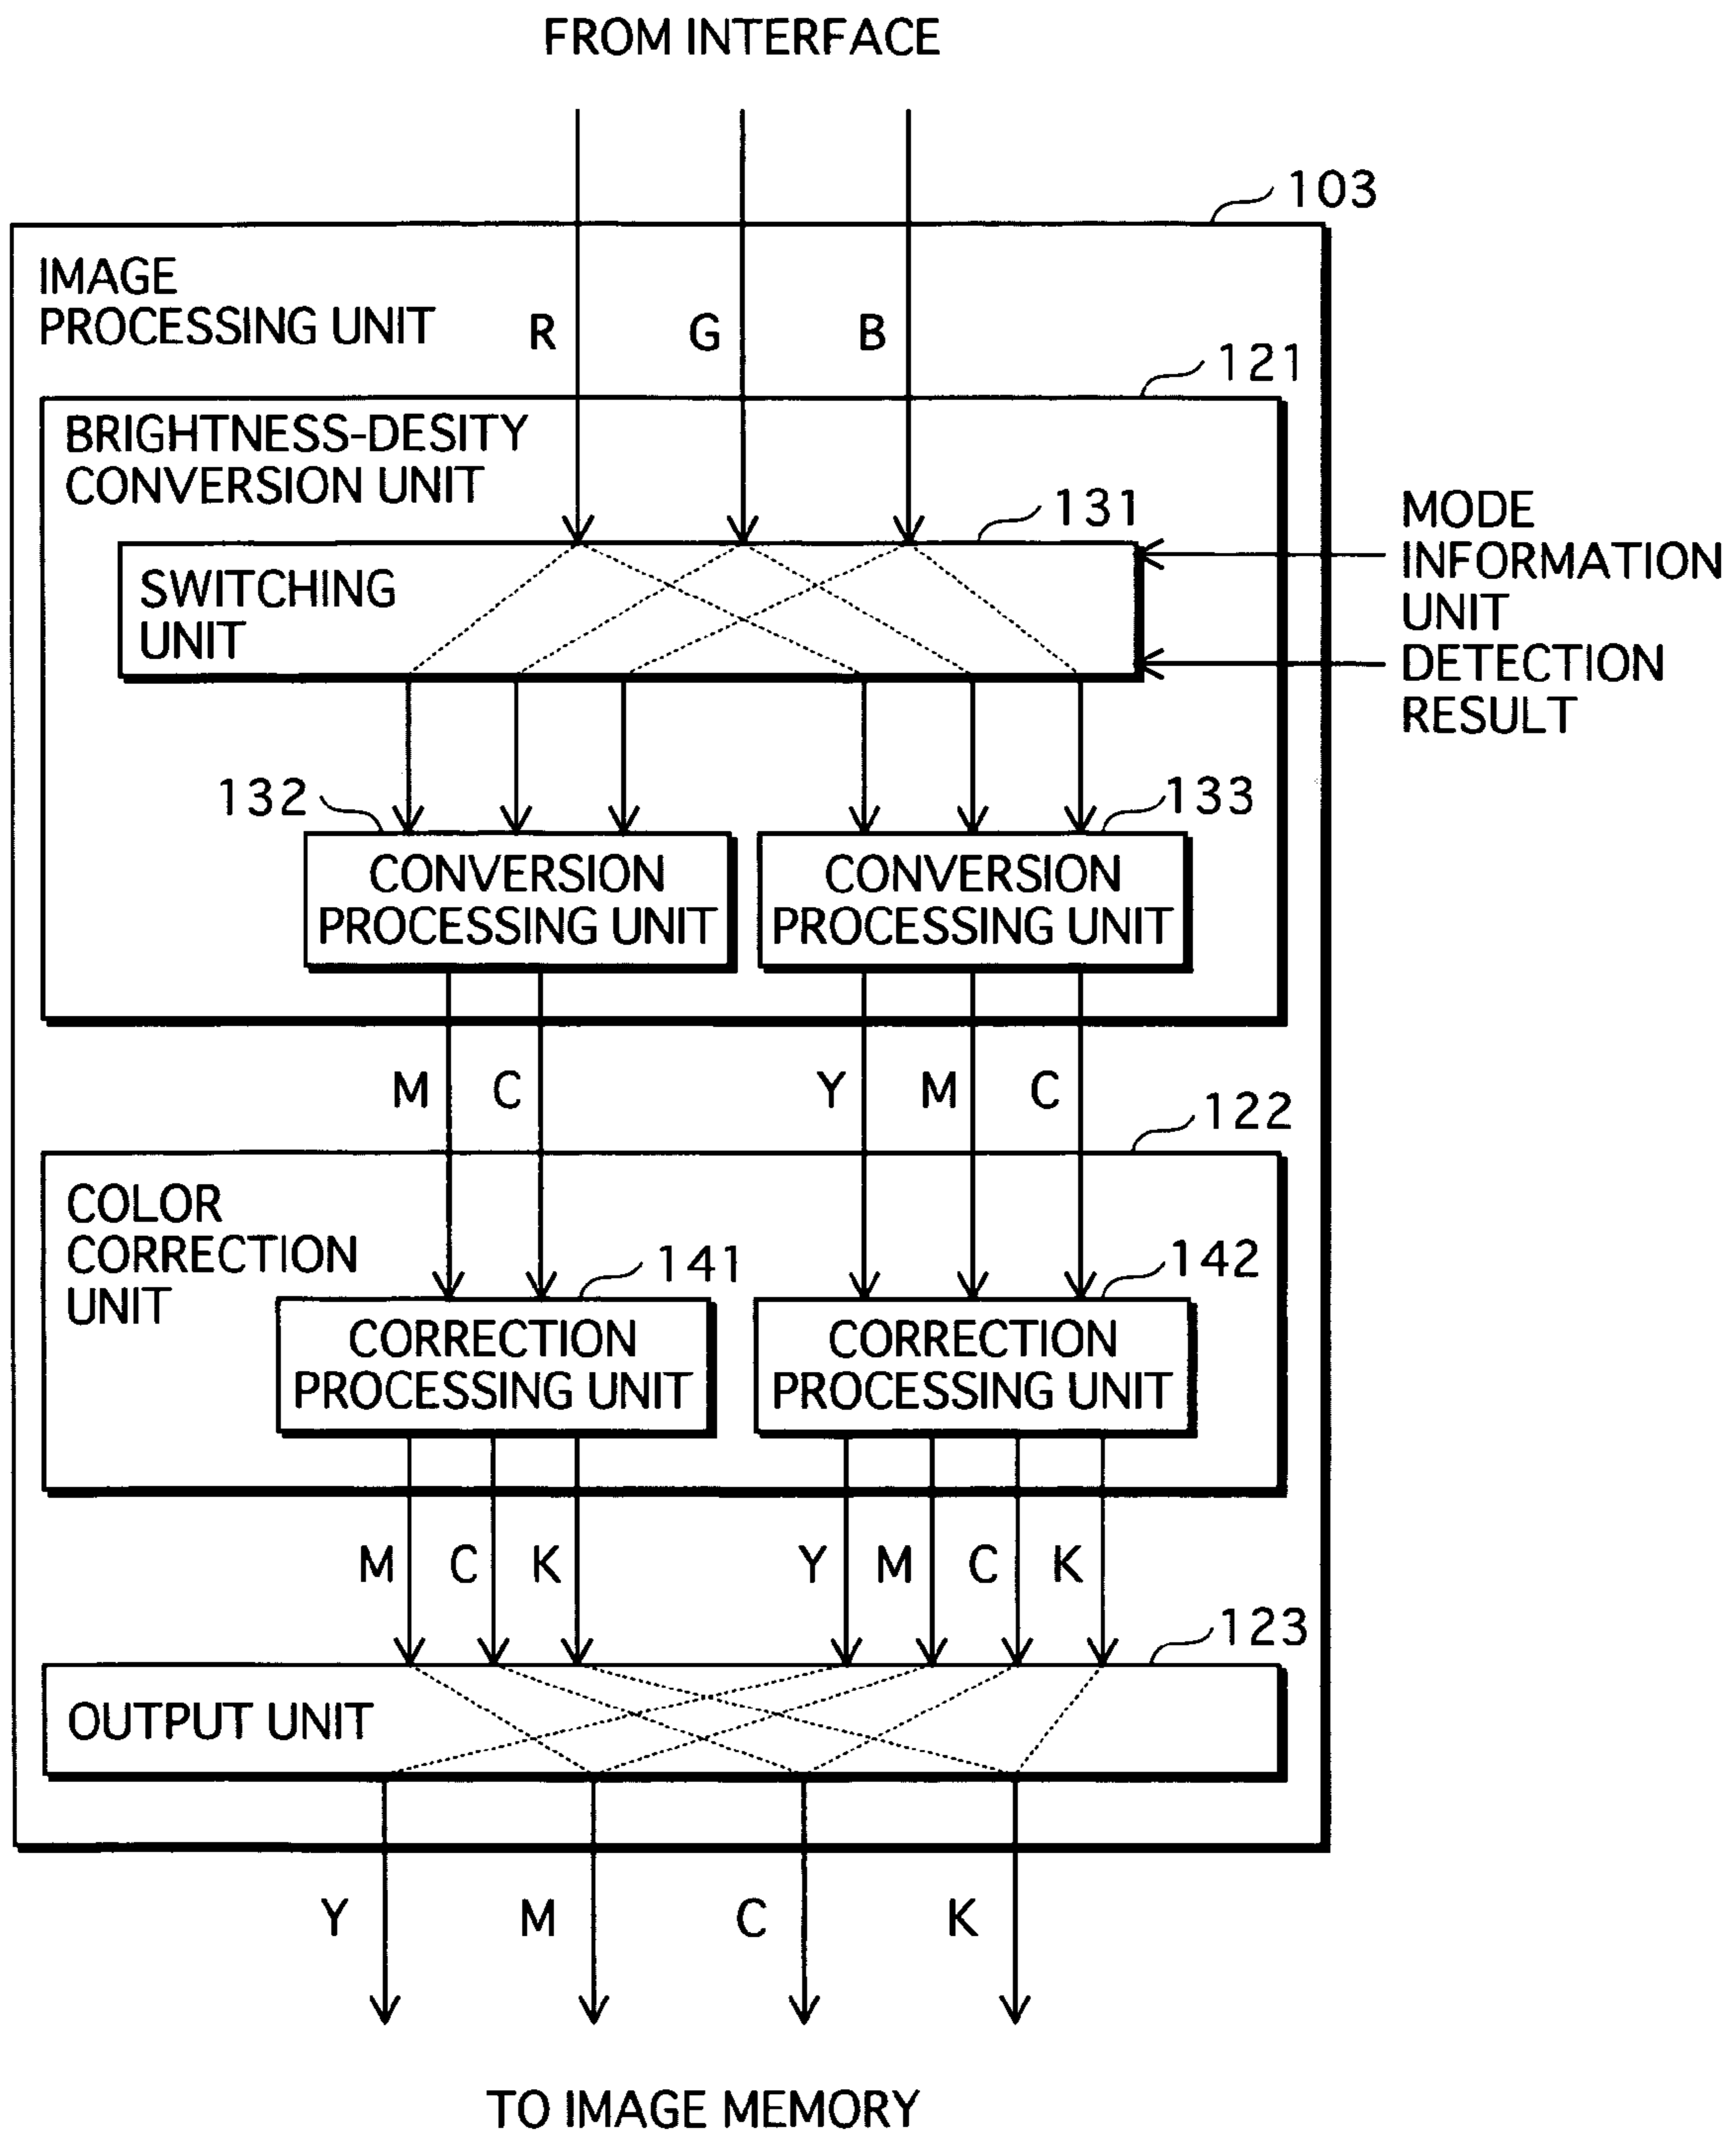 FROM INTERFACE
103
IMAGE
PROCESSING UNIT
R G B
121
BRIGHTNESS-DESITY
CONVERSION UNIT
131
SWITCHING
UNIT
MODE
INFORMATION
UNIT
DETECTION
RESULT
132
133
CONVERSION
PROCESSING UNIT
CONVERSION
PROCESSING UNIT
M C Y M C
122
COLOR
CORRECTION
UNIT
141
142
CORRECTION
PROCESSING UNIT
CORRECTION
PROCESSING UNIT
M C K Y M C K
123
OUTPUT UNIT
Y M C K
TO IMAGE MEMORY